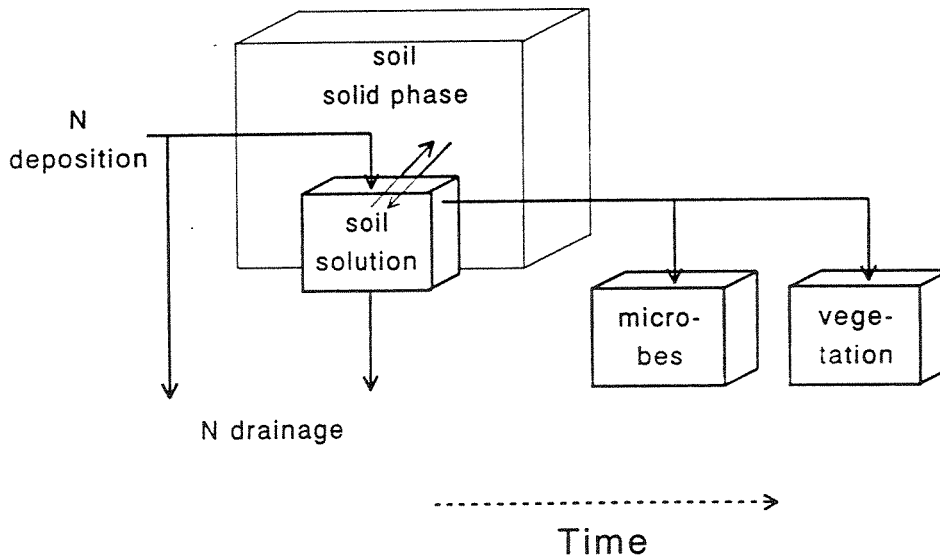 soil
solid phase
N
deposition
soil
solution
micro-
bes
vege-
tation
N drainage
Time